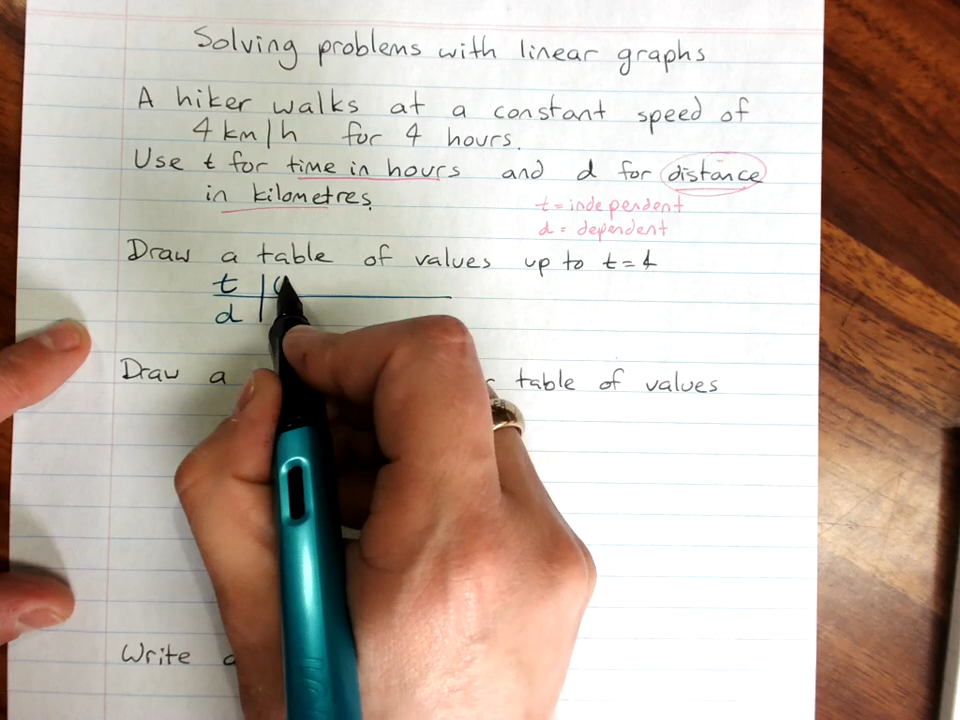 Solving problems with linear graphs
A hiker walks at a constant speed of
4 km/h for 4 hours.
Use t for time in hours and d for distance
in kilometres.
t = independent
d = dependent
Draw a table of values up to t = 4
t
d
Draw a table of values
Write